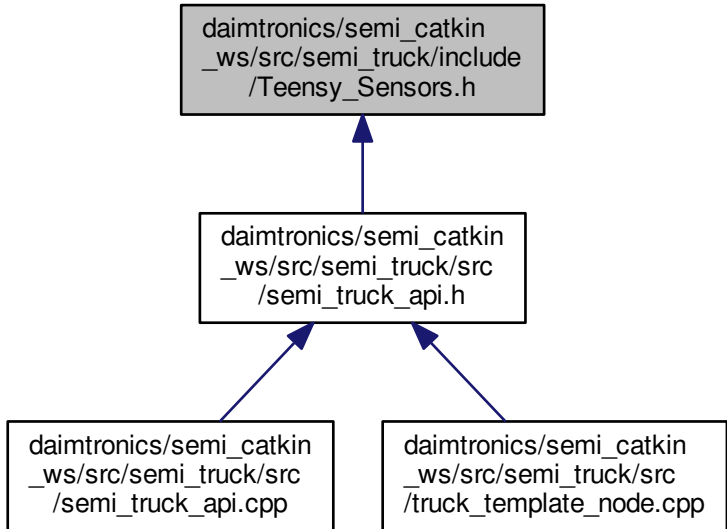 daimtronics/semi_catkin
_ws/src/semi_truck/include
/Teensy_Sensors.h
daimtronics/semi_catkin
_ws/src/semi_truck/src
/semi_truck_api.h
daimtronics/semi_catkin
_ws/src/semi_truck/src
/semi_truck_api.cpp
daimtronics/semi_catkin
_ws/src/semi_truck/src
/truck_template_node.cpp